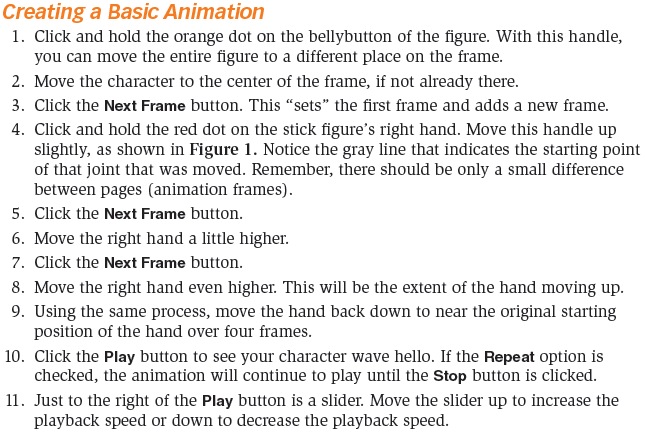 Creating a Basic Animation
1. Click and hold the orange dot on the bellybutton of the figure. With this handle,
you can move the entire figure to a different place on the frame.
2. Move the character to the center of the frame, if not already there.
3. Click the Next Frame button. This “sets” the first frame and adds a new frame.
4. Click and hold the red dot on the stick figure’s right hand. Move this handle up
slightly, as shown in Figure 1. Notice the gray line that indicates the starting point
of that joint that was moved. Remember, there should be only a small difference
between pages (animation frames).
5. Click the Next Frame button.
6. Move the right hand a little higher.
7. Click the Next Frame button.
8. Move the right hand even higher. This will be the extent of the hand moving up.
9. Using the same process, move the hand back down to near the original starting
position of the hand over four frames.
10. Click the Play button to see your character wave hello. If the Repeat option is
checked, the animation will continue to play until the Stop button is clicked.
11. Just to the right of the Play button is a slider. Move the slider up to increase the
playback speed or down to decrease the playback speed.